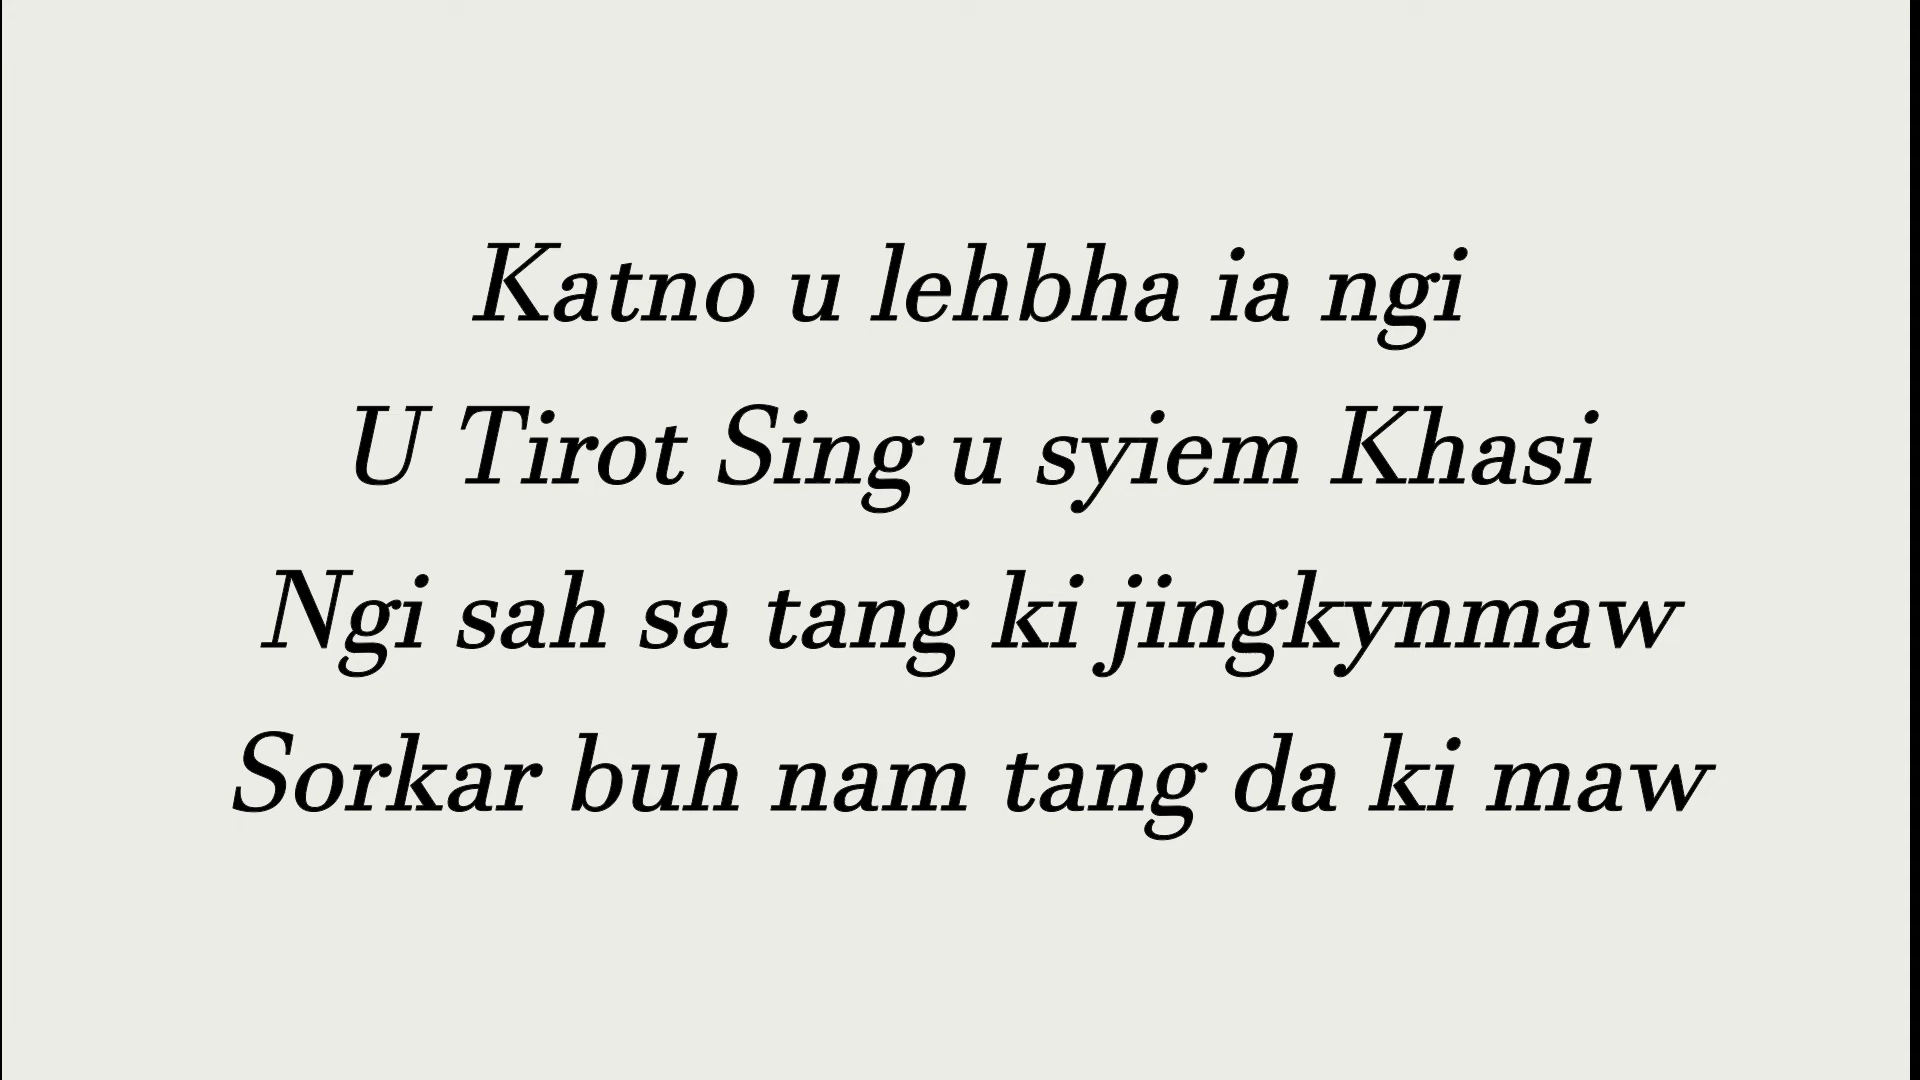 Katno u lehbha ia ngi
U Tirot Sing u syiem Khasi
Ngi sah sa tang ki jingkynmaw
Sorkar buh nam tang da ki maw